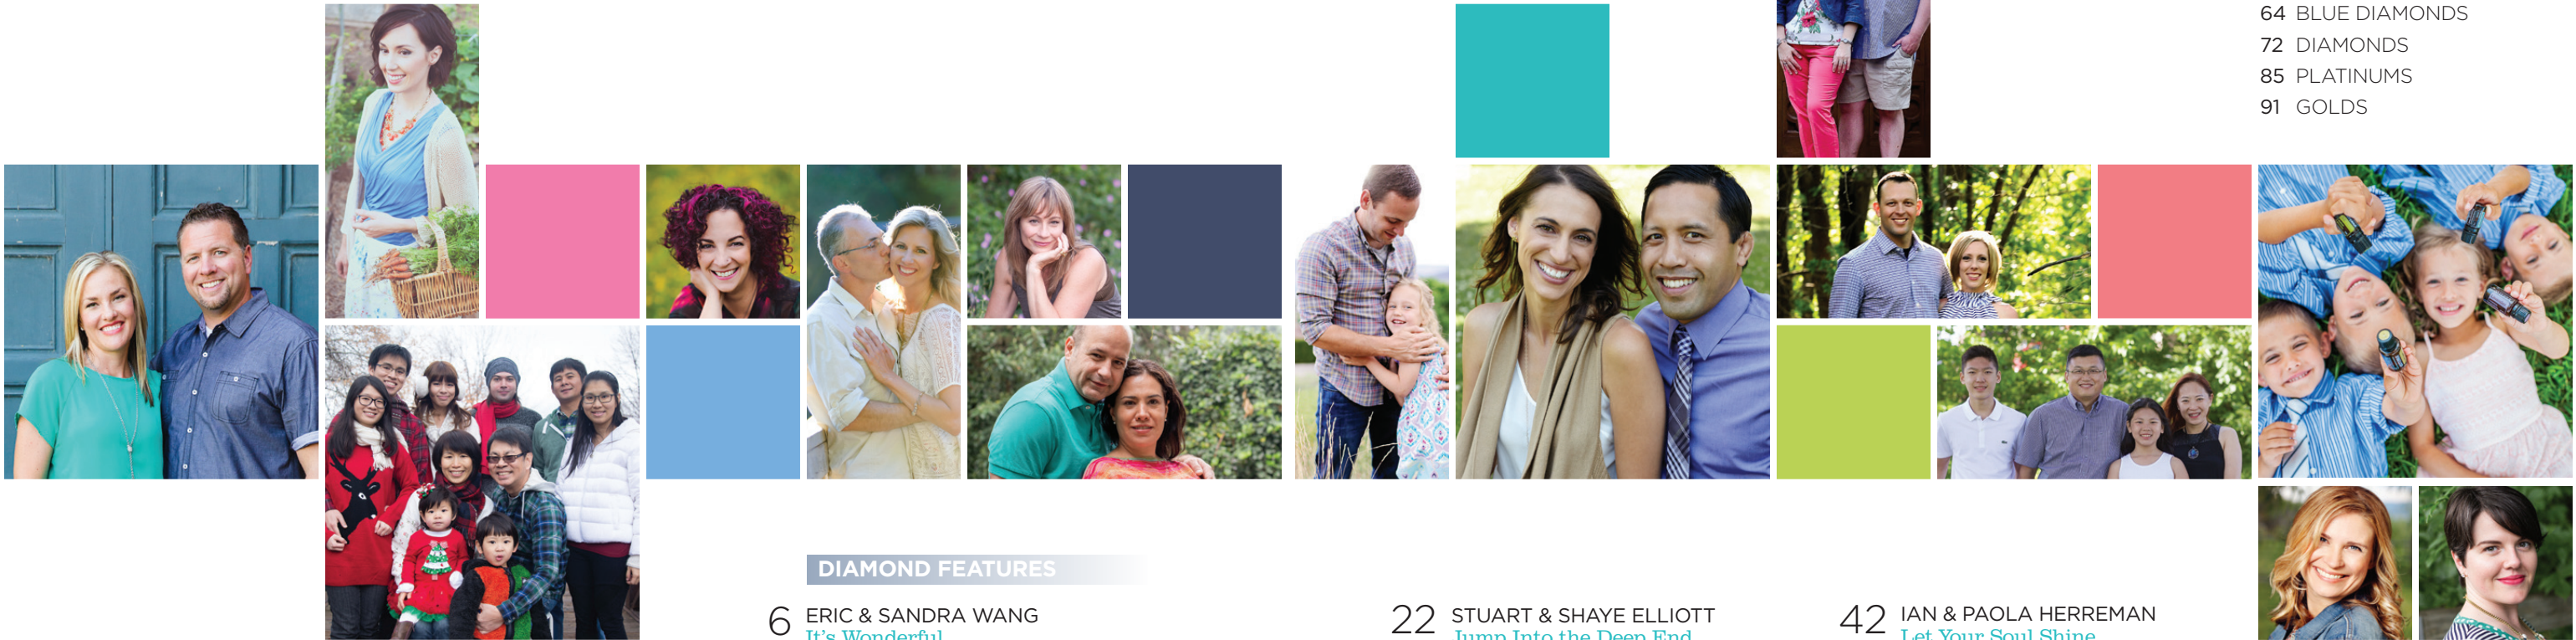 64 BLUE DIAMONDS
72 DIAMONDS
85 PLATINUMS
91 GOLDS
DIAMOND FEATURES
6 ERIC & SANDRA WANG
It's Wonderful
22 STUART & SHAYE ELLIOTT
Jump Into the Deep End
42 IAN & PAOLA HERREMAN
Let Your Soul Shine